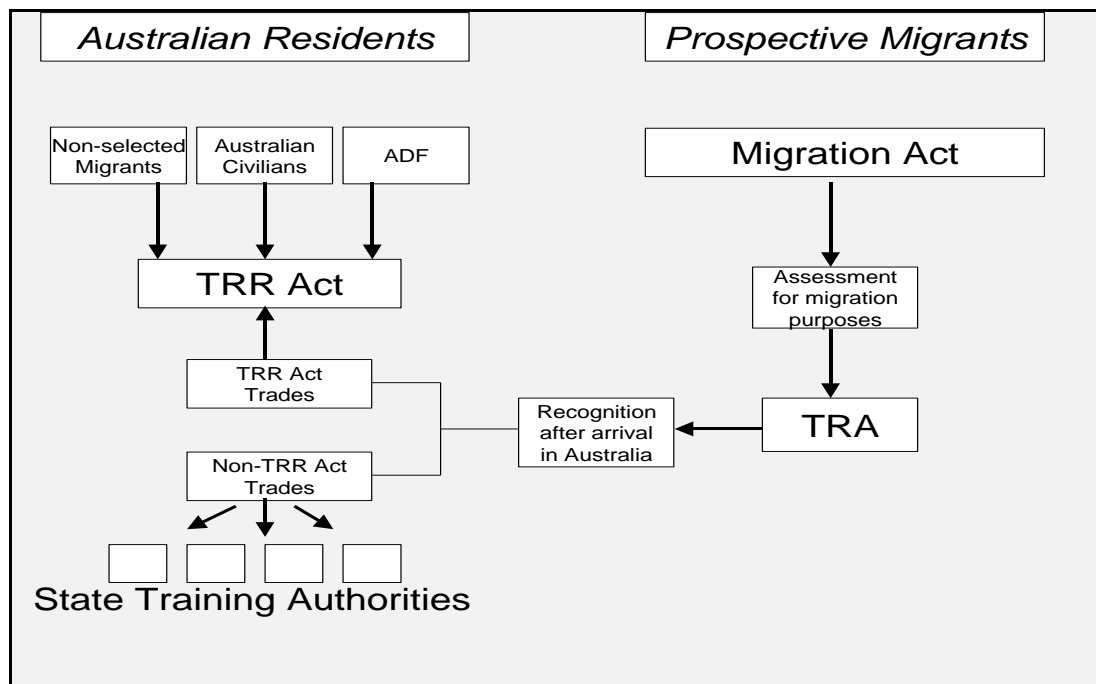 Australian Residents
Prospective Migrants
Non-selected
Migrants
Australian
Civilians
ADF
Migration Act
TRR Act
Assessment
for migration
purposes
TRR Act
Trades
Recognition
after arrival
in Australia
TRA
Non-TRR Act
Trades
State Training Authorities